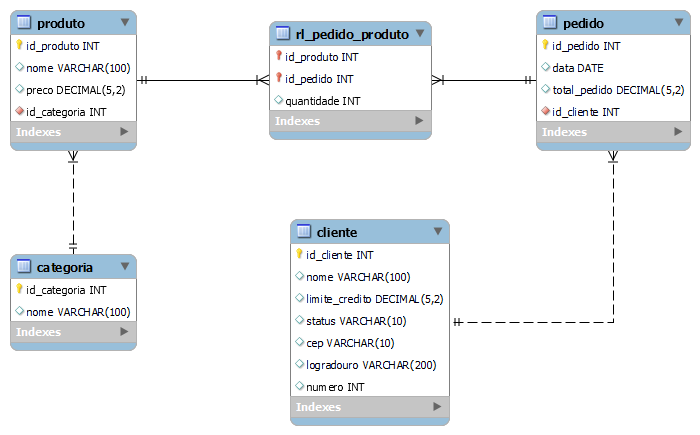 produto
id_produto INT
nome VARCHAR(100)
preco DECIMAL(5,2)
id_categoria INT
Indexes
rl_pedido_produto
id_produto INT
id_pedido INT
quantidade INT
Indexes
pedido
id_pedido INT
data DATE
total_pedido DECIMAL(5,2)
id_cliente INT
Indexes
categoria
id_categoria INT
nome VARCHAR(100)
Indexes
cliente
id_cliente INT
nome VARCHAR(100)
limite_credito DECIMAL(5,2)
status VARCHAR(10)
cep VARCHAR(10)
logradouro VARCHAR(200)
numero INT
Indexes